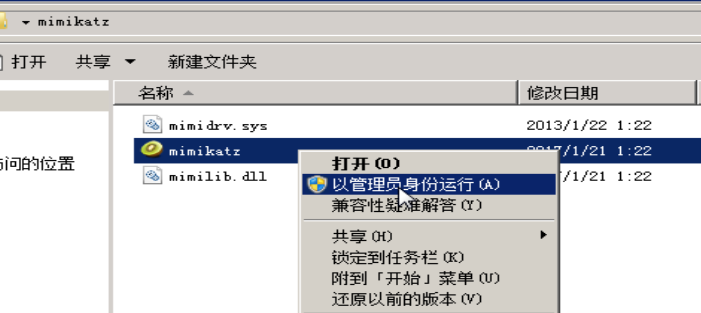 mimikatz
打开 共享 新建文件夹
名称 修改日期
mimidrv.sys 2013/1/22 1:22
mimikatz 2017/1/21 1:22
问的位置
mimilib.dll /1/21 1:22
打开(O)
以管理员身份运行(A)
兼容性疑难解答(Y)
共享(H)
锁定到任务栏(K)
附到「开始」菜单(U)
还原以前的版本(V)